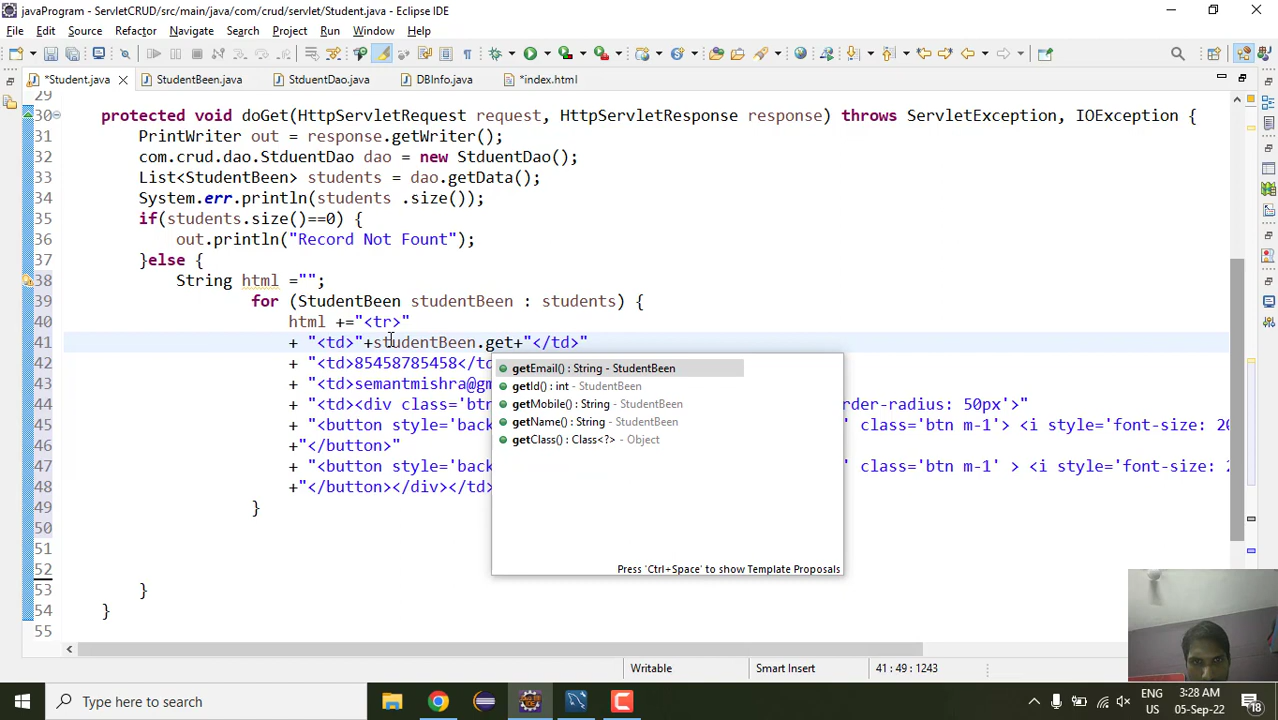 javaProgram - ServletCRUD/src/main/java/com/crud/servlet/Student.java - Eclipse IDE
File Edit Source Refactor Navigate Search Project Run Window Help
*Student.java StudentBeen.java StduentDao.java DBInfo.java *index.html
29
30 protected void doGet(HttpServletRequest request, HttpServletResponse response) throws ServletException, IOException {
31 PrintWriter out = response.getWriter();
32 com.crud.dao.StduentDao dao = new StduentDao();
33 List<StudentBeen> students = dao.getData();
34 System.err.println(students .size());
35 if(students.size()==0) {
36 out.println("Record Not Fount");
37 }else {
38 String html ="";
39 for (StudentBeen studentBeen : students) {
40 html +="<tr>"
41 + "<td>"+studentBeen.get+"</td>"
42 + "<td>85458785458</td
getEmail() : String - StudentBeen
43 + "<td>semantmishra@gm
getId() : int - StudentBeen
44 + "<td><div class='btn order-radius: 50px'>"
getMobile() : String - StudentBeen
45 + "<button style='back ' class='btn m-1'> <i style='font-size: 20
getName() : String - StudentBeen
46 +"</button>"
getClass() : Class<?> - Object
47 + "<button style='back ' class='btn m-1' > <i style='font-size: 2
48 +"</button></div></td>
49 }
50
51
52
Press 'Ctrl+Space' to show Template Proposals
53 }
54 }
55
Writable Smart Insert 41 : 49 : 1243
Type here to search
ENG
US
3:28 AM
05-Sep-22
18